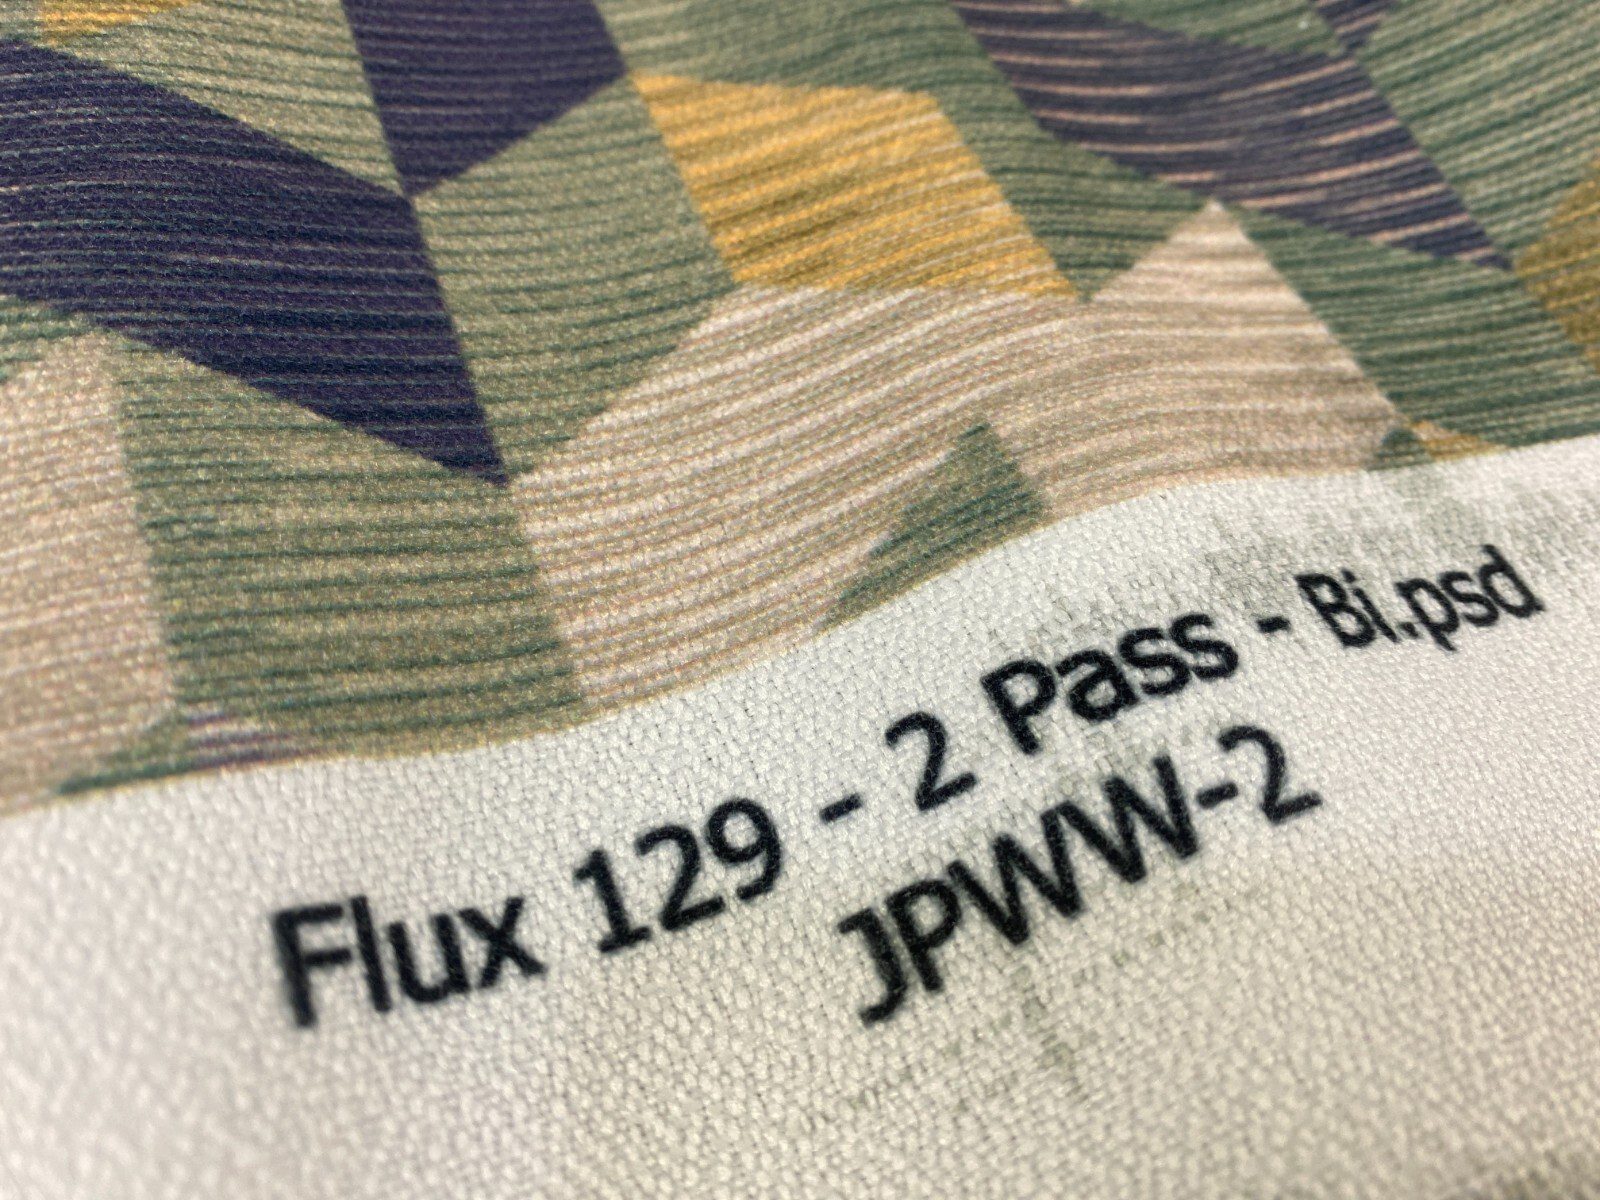 Flux 129 - 2 Pass - Bi.psd
JPWW-2